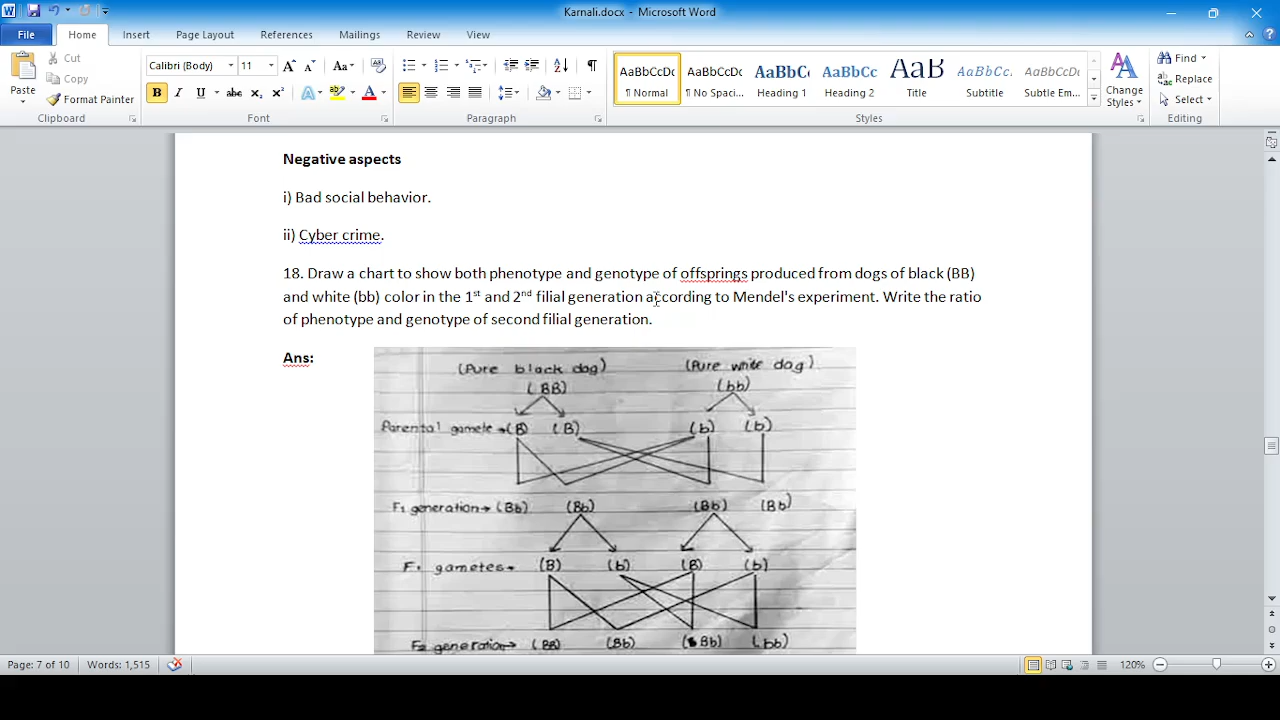 Karnali.docx - Microsoft Word
File Home Insert Page Layout References Mailings Review View
Cut
Copy
Format Painter
Paste
Clipboard
Calibri (Body) 11
Font
Paragraph
AaBbCcDc AaBbCcDc AaBbCc AaBbCc AaB AaBbCc. AaBbCcDc
¶ Normal ¶ No Spaci... Heading 1 Heading 2 Title Subtitle Subtle Em...
Change Styles
Styles
Find
Replace
Select
Editing
Negative aspects
i) Bad social behavior.
ii) Cyber crime.
18. Draw a chart to show both phenotype and genotype of offsprings produced from dogs of black (BB)
and white (bb) color in the 1st and 2nd filial generation according to Mendel's experiment. Write the ratio
of phenotype and genotype of second filial generation.
Ans:
(Pure black dog) (Pure white dog)
(BB) (bb)
Parental gamete→(B) (B) (b) (b)
F1 generation→(Bb) (Bb) (Bb) (Bb)
F1 gametes→ (B) (b) (B) (b)
F2 generation→ (BB) (Bb) (Bb) (bb)
Page: 7 of 10 Words: 1,515 120%